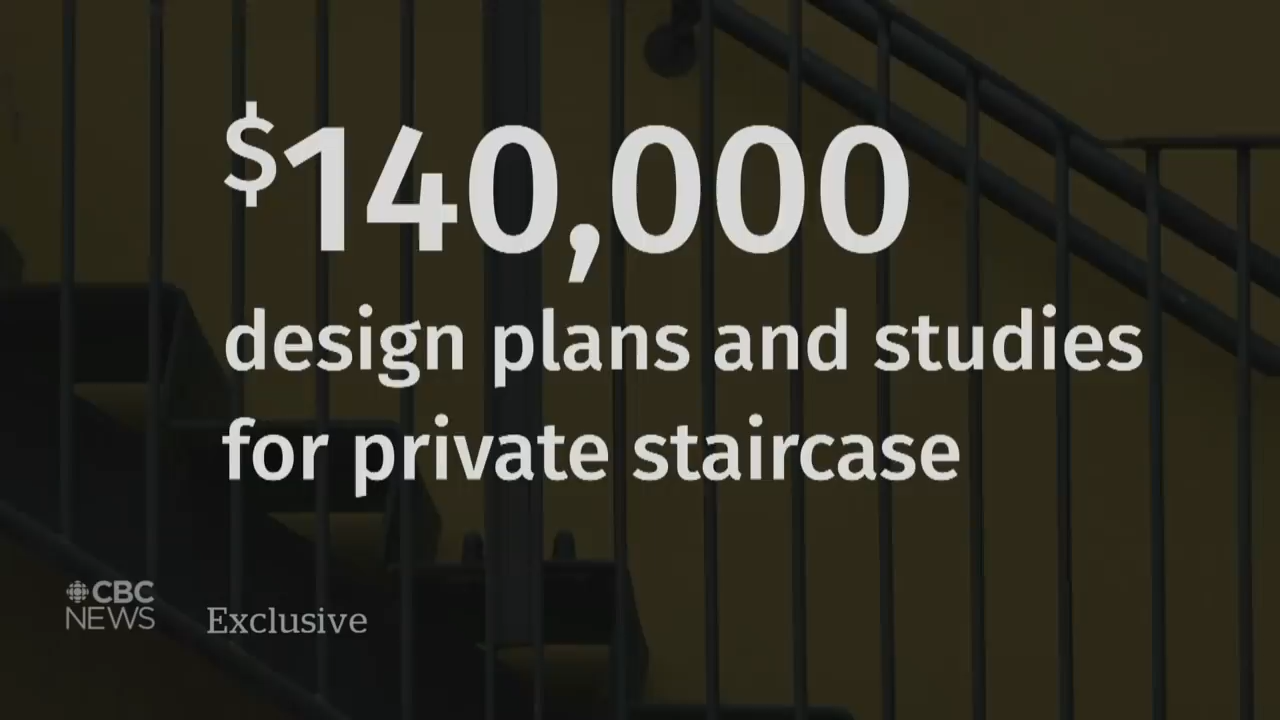 $140,000
design plans and studies
for private staircase
CBC
NEWS
Exclusive